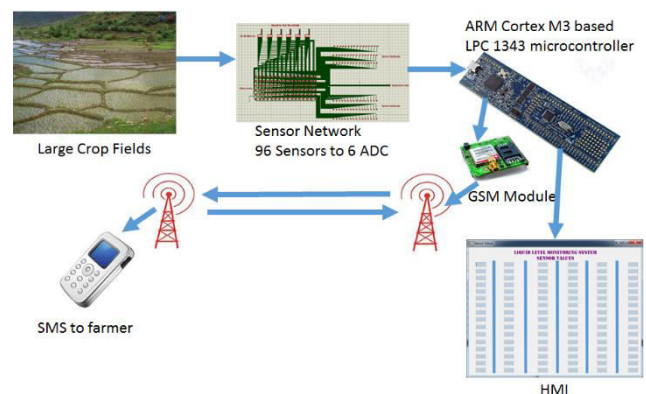 ARM Cortex M3 based
LPC 1343 microcontroller
Large Crop Fields
Sensor Network
96 Sensors to 6 ADC
GSM Module
SMS to farmer
LIQUID LEVEL MONITORING SYSTEM
SENSOR VALUES
HMI